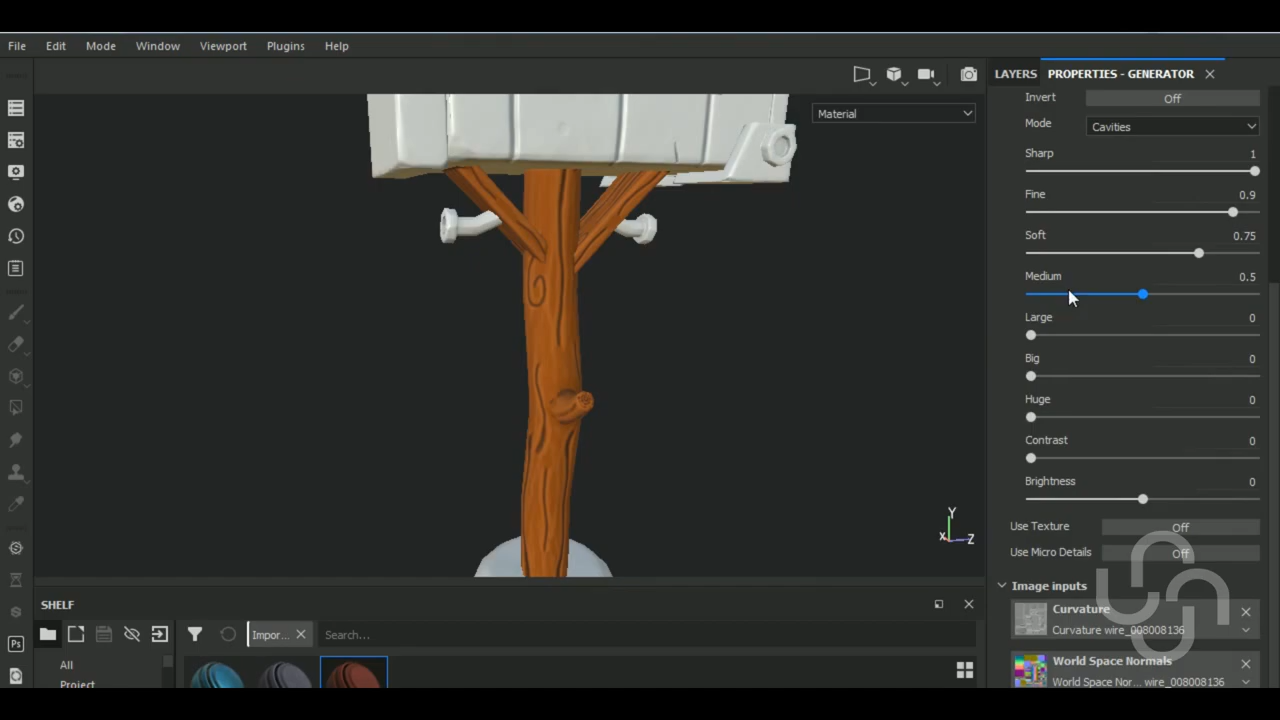 File Edit Mode Window Viewport Plugins Help
LAYERS PROPERTIES - GENERATOR
Material
Invert Off
Mode Cavities
Sharp 1
Fine 0.9
Soft 0.75
Medium 0.5
Large 0
Big 0
Huge 0
Contrast 0
Brightness 0
Use Texture Off
Use Micro Details Off
Image inputs
Curvature
Curvature wire_008008136
World Space Normals
World Space Nor... wire_008008136
Y
X Z
SHELF
Impor... Search...
All
Project
Ps